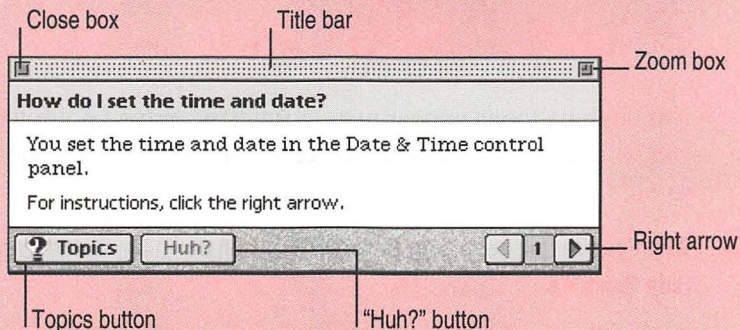 Close box
Title bar
Zoom box
How do I set the time and date?
You set the time and date in the Date & Time control
panel.
For instructions, click the right arrow.
? Topics
Huh?
1
Right arrow
Topics button
“Huh?” button